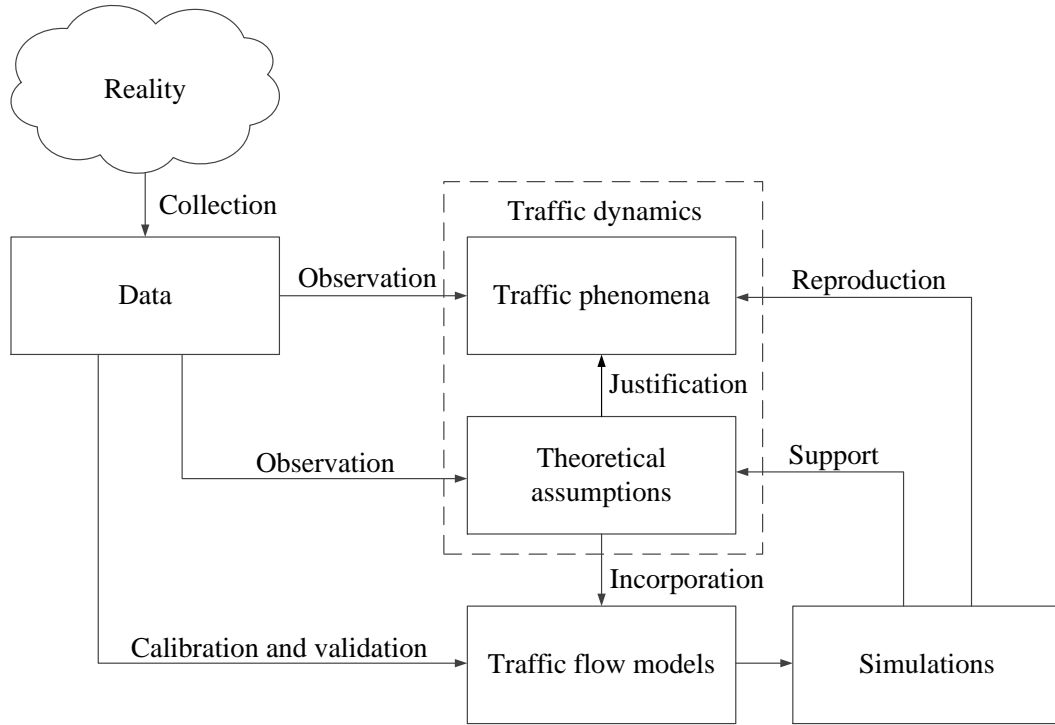 Reality
Collection
Traffic dynamics
Data
Observation
Traffic phenomena
Reproduction
Justification
Observation
Theoretical
assumptions
Support
Incorporation
Calibration and validation
Traffic flow models
Simulations